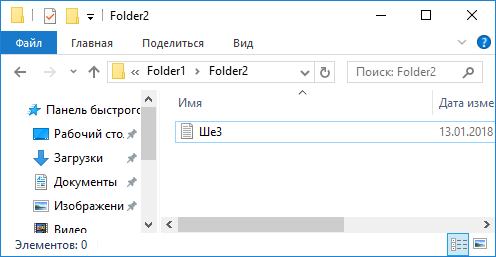 Folder2
Файл Главная Поделиться Вид
« Folder1 > Folder2
Поиск: Folder2
Имя Дата изме
Панель быстрого
Рабочий сто.
Загрузки
Документы
Изображени
Видео
Ше3 13.01.2018
Элементов: 0